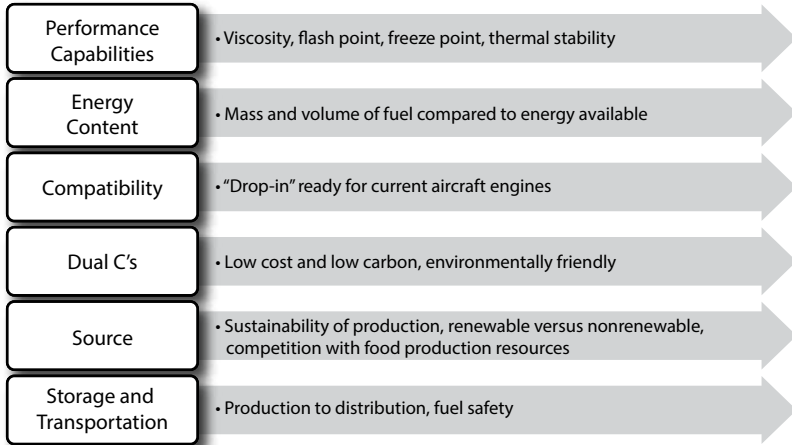 Performance
Capabilities
• Viscosity, flash point, freeze point, thermal stability
Energy
Content
• Mass and volume of fuel compared to energy available
Compatibility
• “Drop-in” ready for current aircraft engines
Dual C’s
• Low cost and low carbon, environmentally friendly
Source
• Sustainability of production, renewable versus nonrenewable,
competition with food production resources
Storage and
Transportation
• Production to distribution, fuel safety